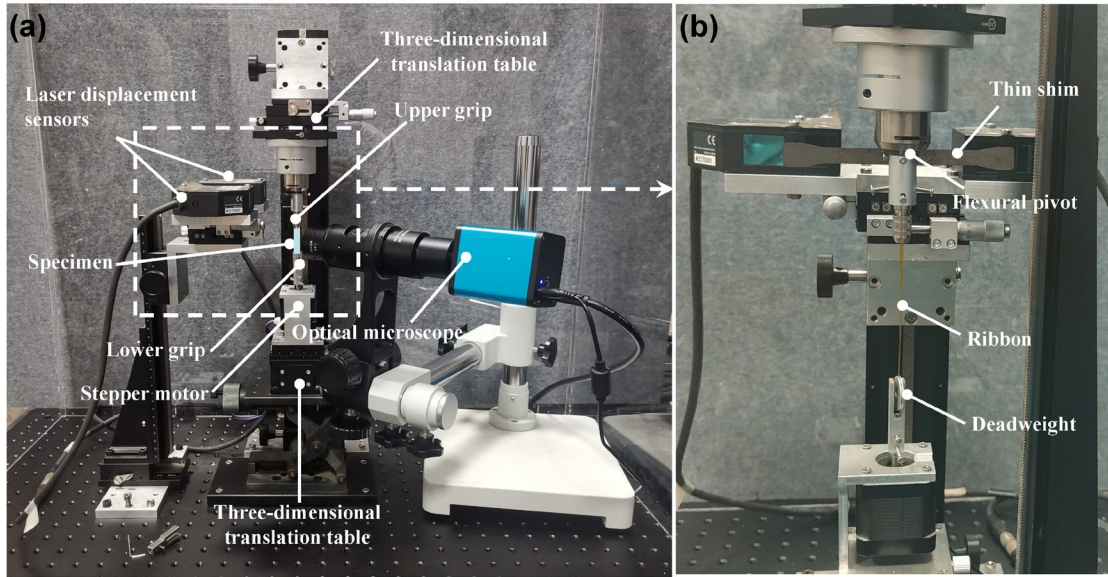 (a)
Three-dimensional
translation table
Laser displacement
sensors
Upper grip
Specimen
Optical microscope
Lower grip
Stepper motor
Three-dimensional
translation table
(b)
Thin shim
CE
Flexural pivot
Ribbon
Deadweight